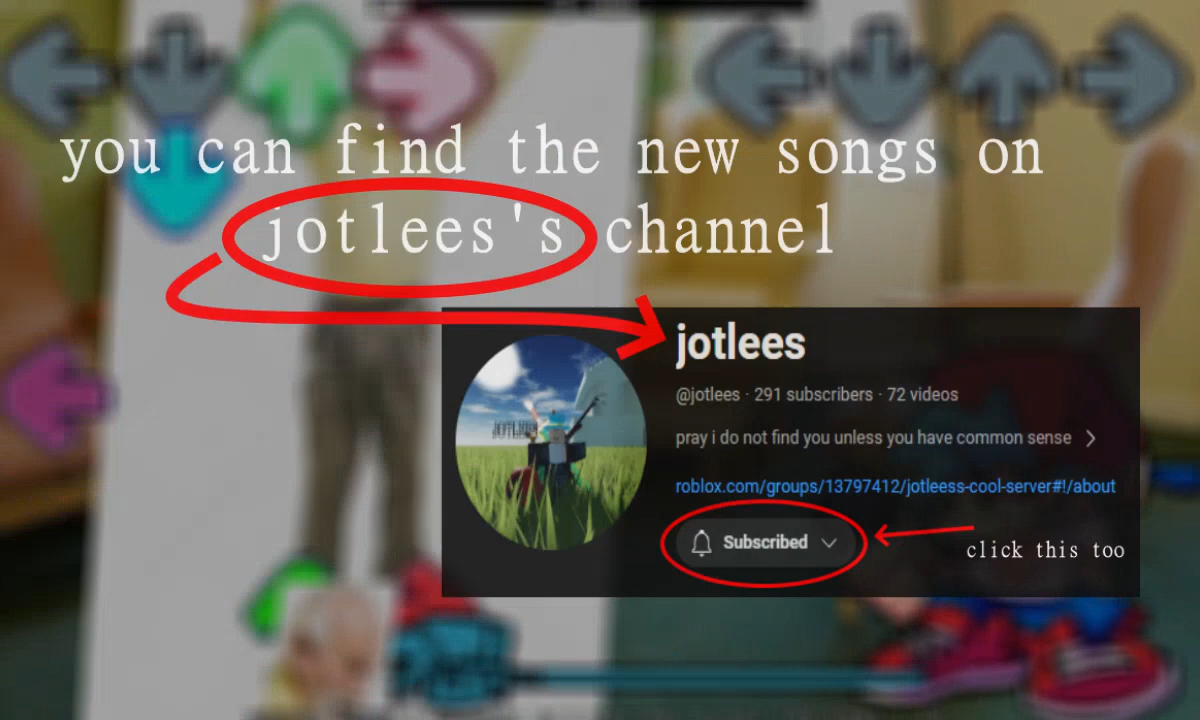 you can find the new songs on
jotlees's channel
jotlees
@jotlees · 291 subscribers · 72 videos
pray i do not find you unless you have common sense
roblox.com/groups/13797412/jotleess-cool-server#!/about
Subscribed
click this too